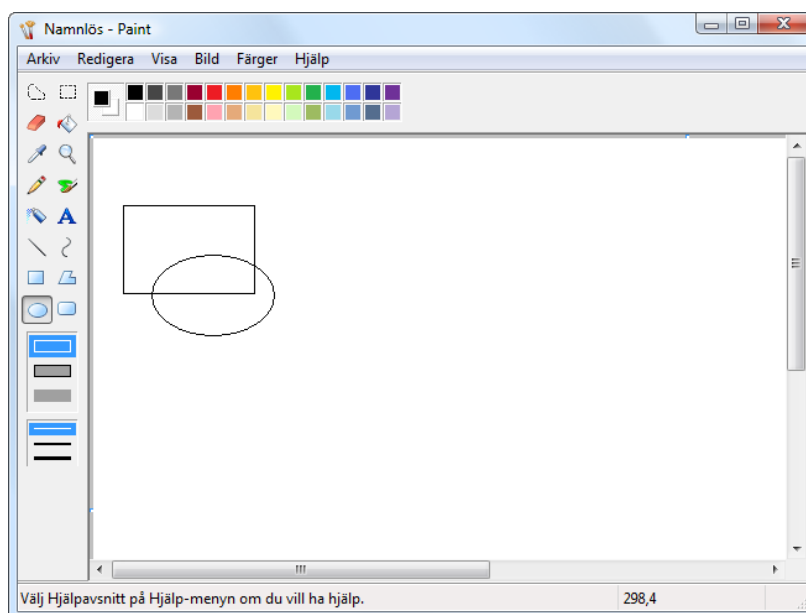 Namnlös - Paint
Arkiv Redigera Visa Bild Färger Hjälp
A
Välj Hjälpavsnitt på Hjälp-menyn om du vill ha hjälp. 298,4